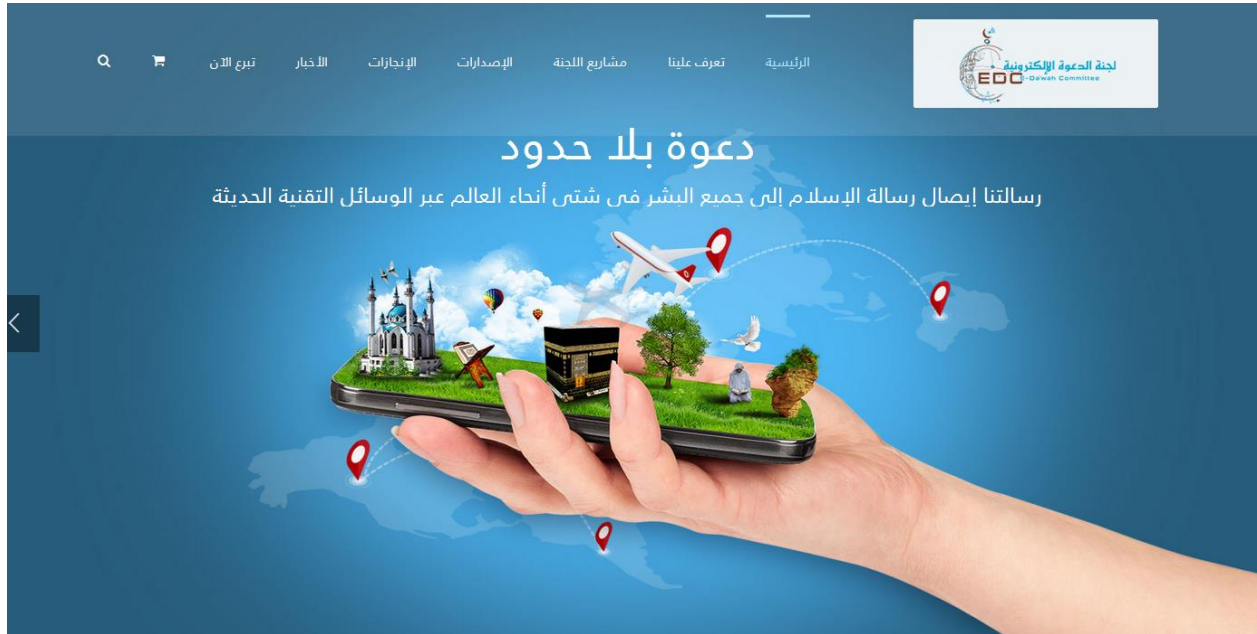 الرئيسية تعرف علينا مشاريع اللجنة الإصدارات الإنجازات الأخبار تبرع الآن
لجنة الدعوة الإلكترونية
EDC E-Dawah Committee
دعوة بلا حدود
رسالتنا إيصال رسالة الإسلام إلى جميع البشر في شتى أنحاء العالم عبر الوسائل التقنية الحديثة